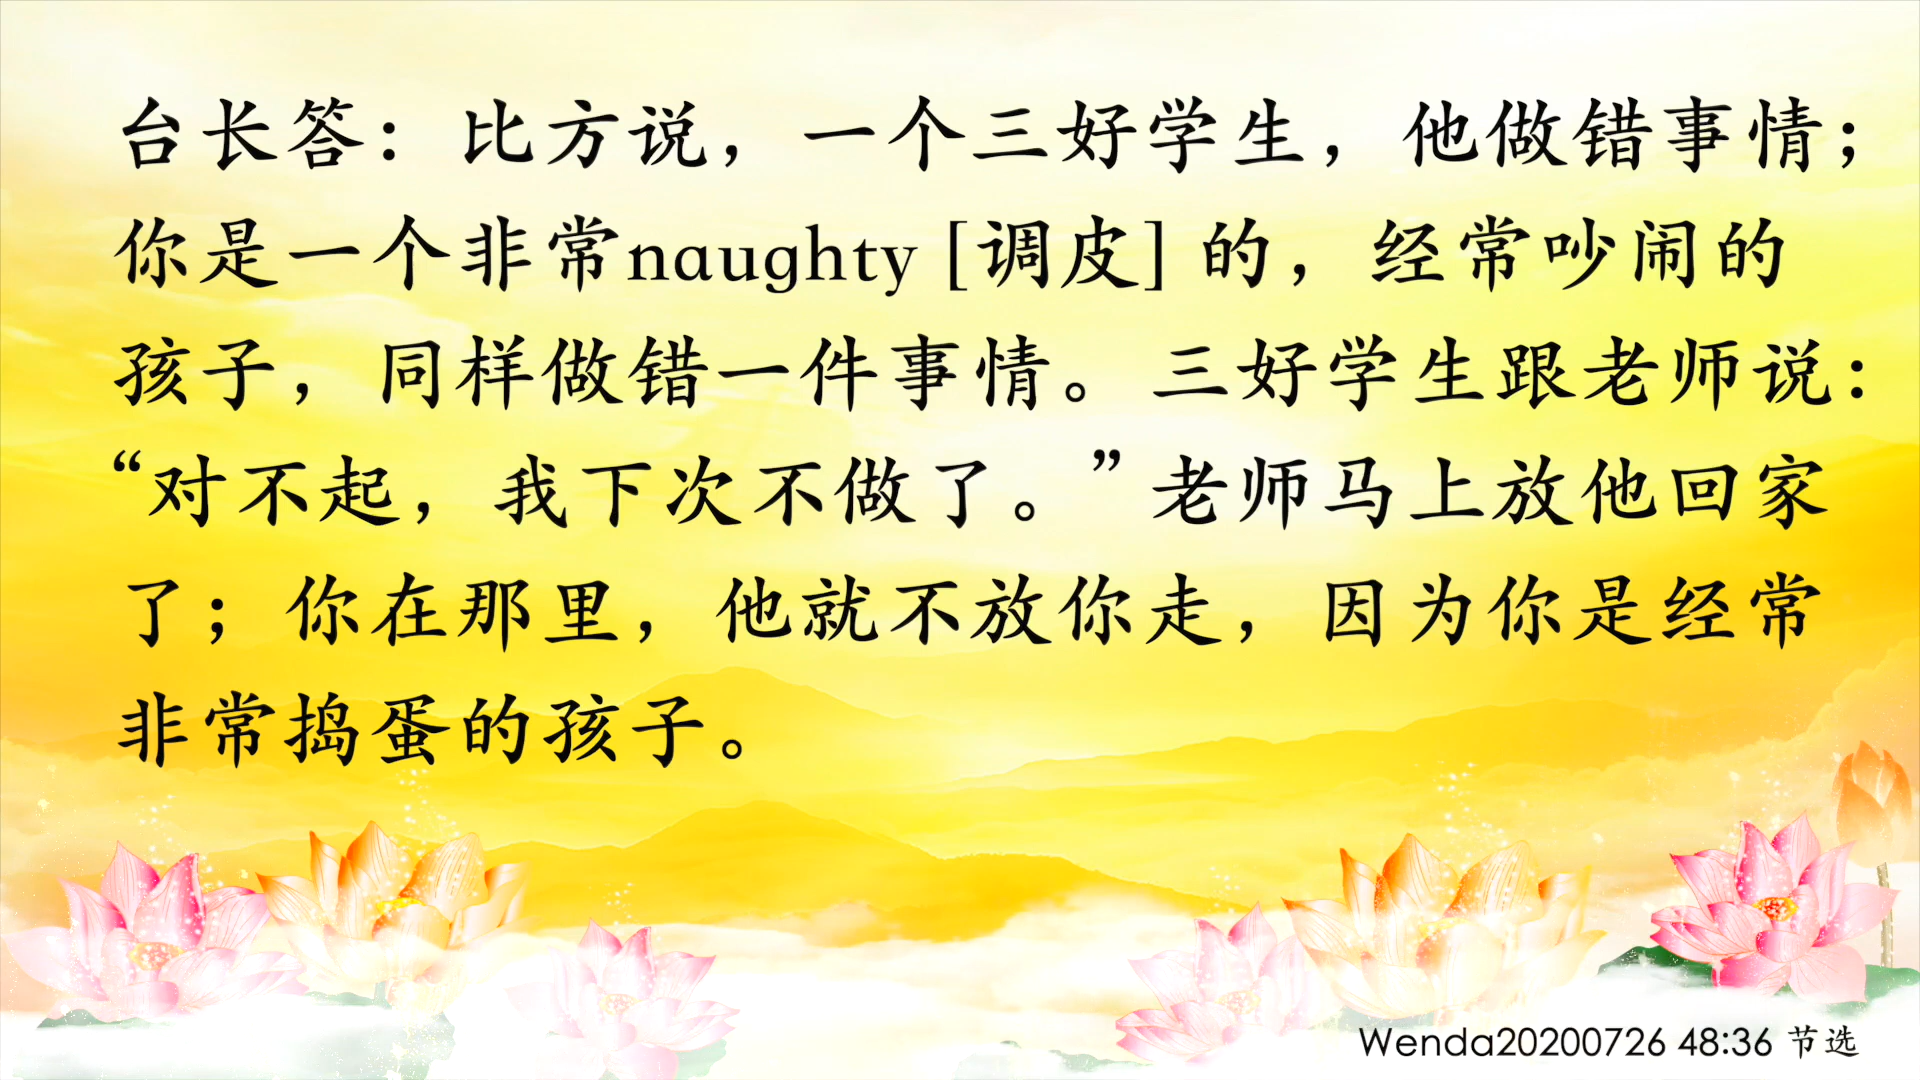 台长答：比方说，一个三好学生，他做错事情；
你是一个非常naughty [调皮] 的，经常吵闹的
孩子，同样做错一件事情。三好学生跟老师说：
“对不起，我下次不做了。”老师马上放他回家
了；你在那里，他就不放你走，因为你是经常
非常捣蛋的孩子。
Wenda20200726 48:36 节选